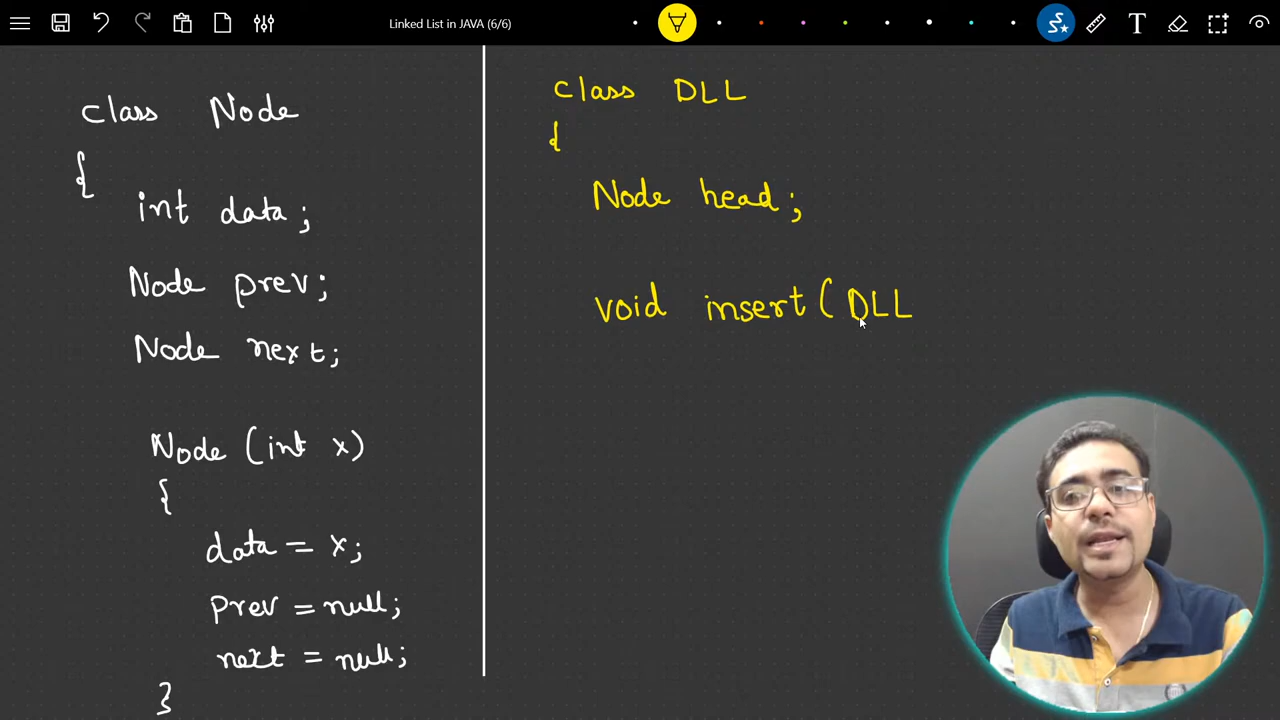 Linked List in JAVA (6/6)
T
class Node
{
int data;
Node prev;
Node next;
Node (int x)
{
data = x;
prev = null;
next = null;
}
class DLL
{
Node head;
void insert (DLL